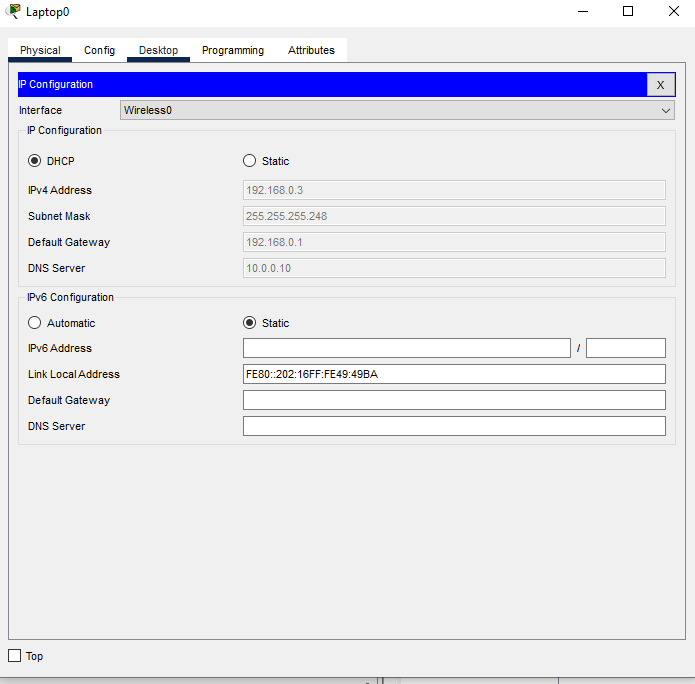 Laptop0
Physical Config Desktop Programming Attributes
IP Configuration X
Interface Wireless0
IP Configuration
DHCP Static
IPv4 Address 192.168.0.3
Subnet Mask 255.255.255.248
Default Gateway 192.168.0.1
DNS Server 10.0.0.10
IPv6 Configuration
Automatic Static
IPv6 Address /
Link Local Address FE80::202:16FF:FE49:49BA
Default Gateway
DNS Server
Top